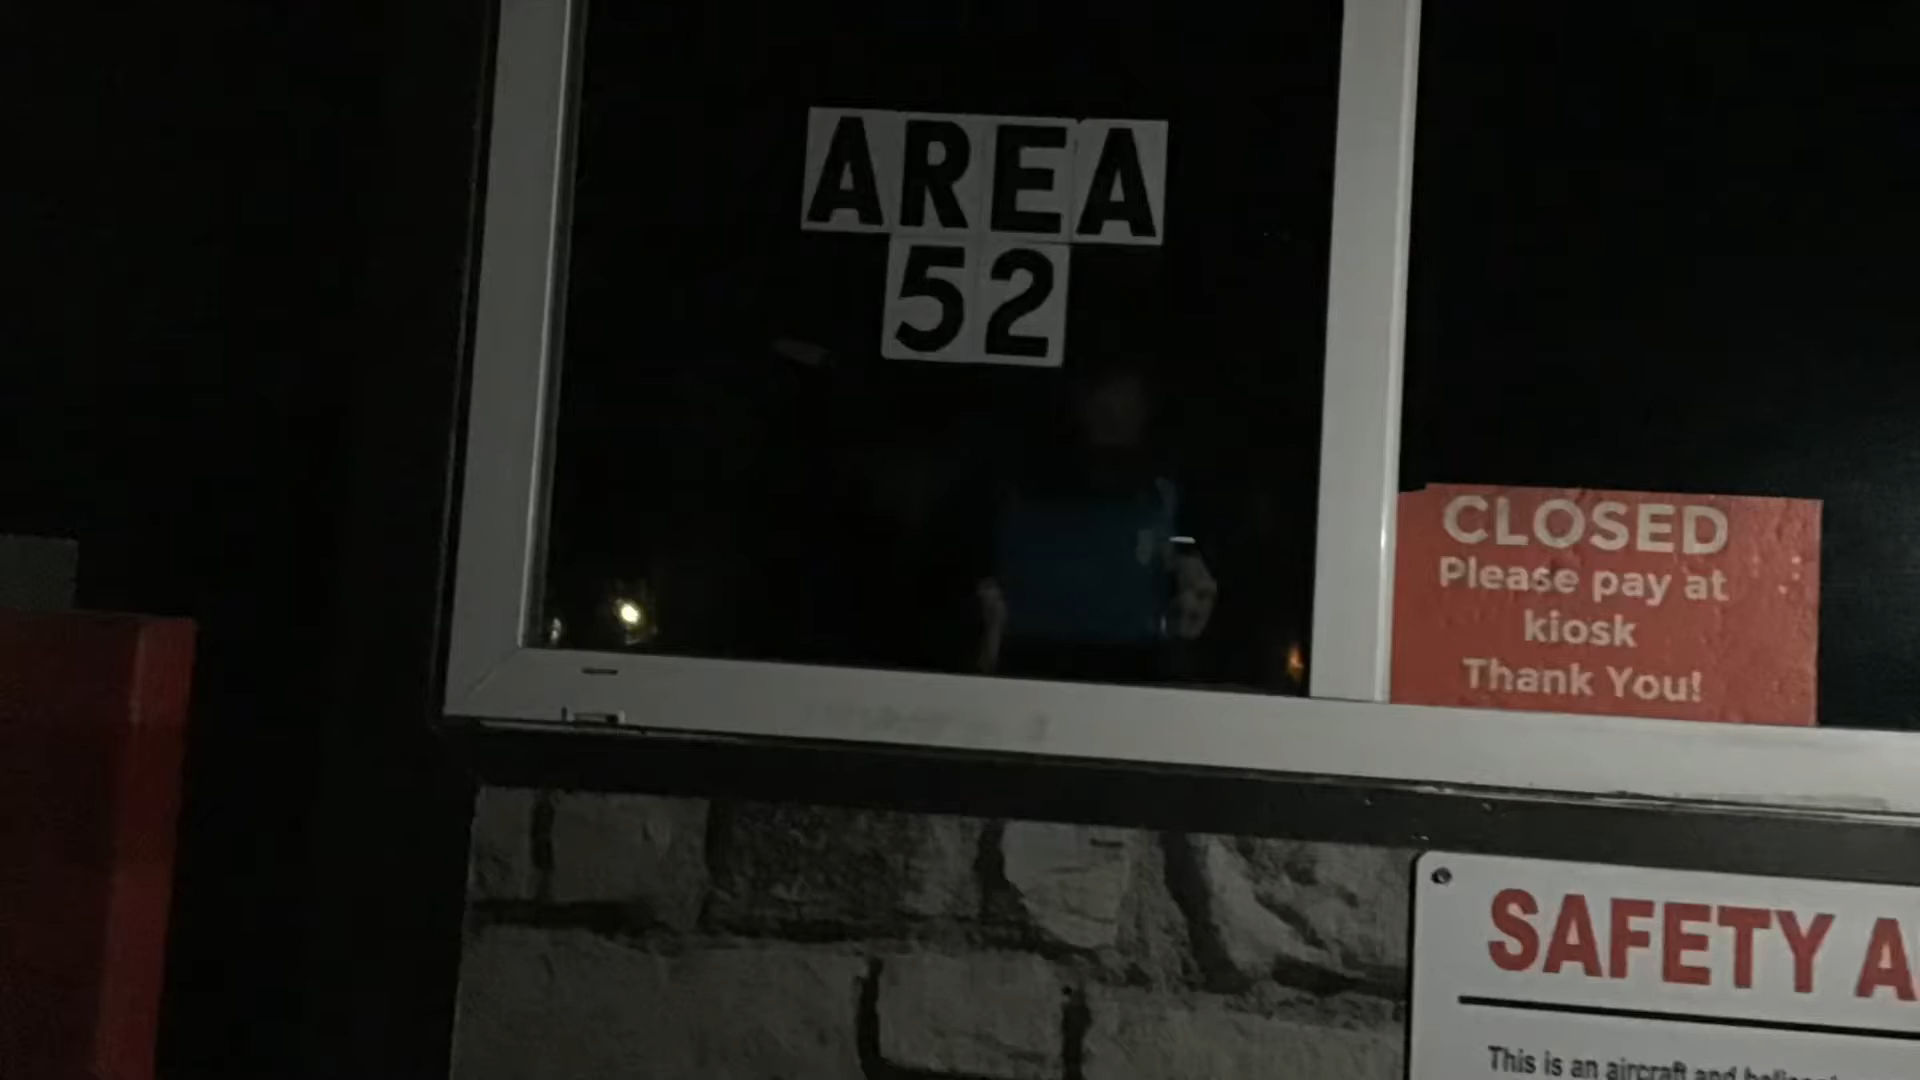 AREA
52
CLOSED
Please pay at
kiosk
Thank You!
SAFETY A
This is an aircraft and